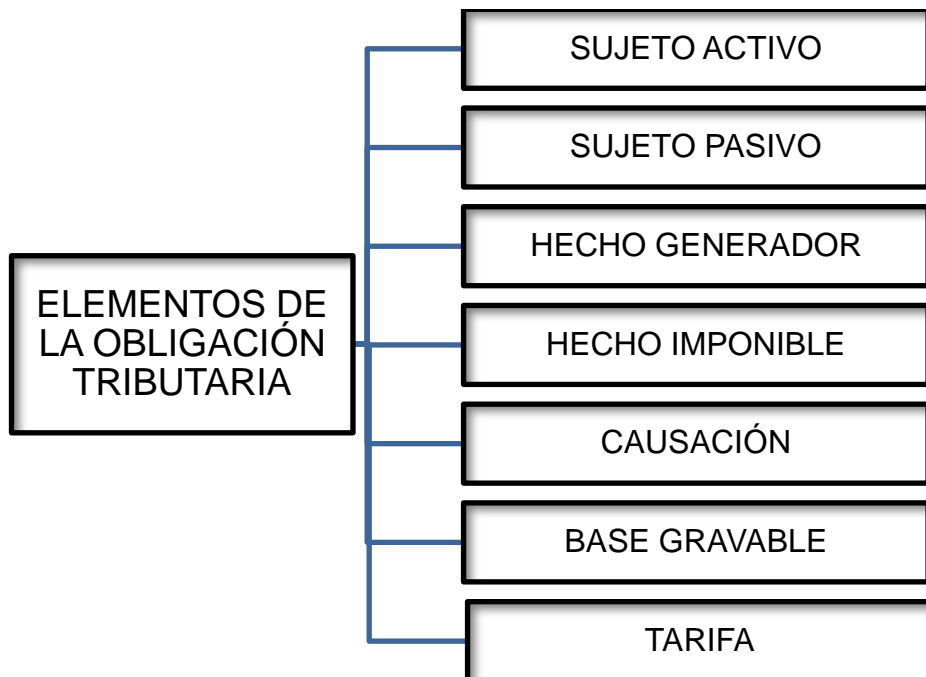 ELEMENTOS DE
LA OBLIGACIÓN
TRIBUTARIA
SUJETO ACTIVO
SUJETO PASIVO
HECHO GENERADOR
HECHO IMPONIBLE
CAUSACIÓN
BASE GRAVABLE
TARIFA